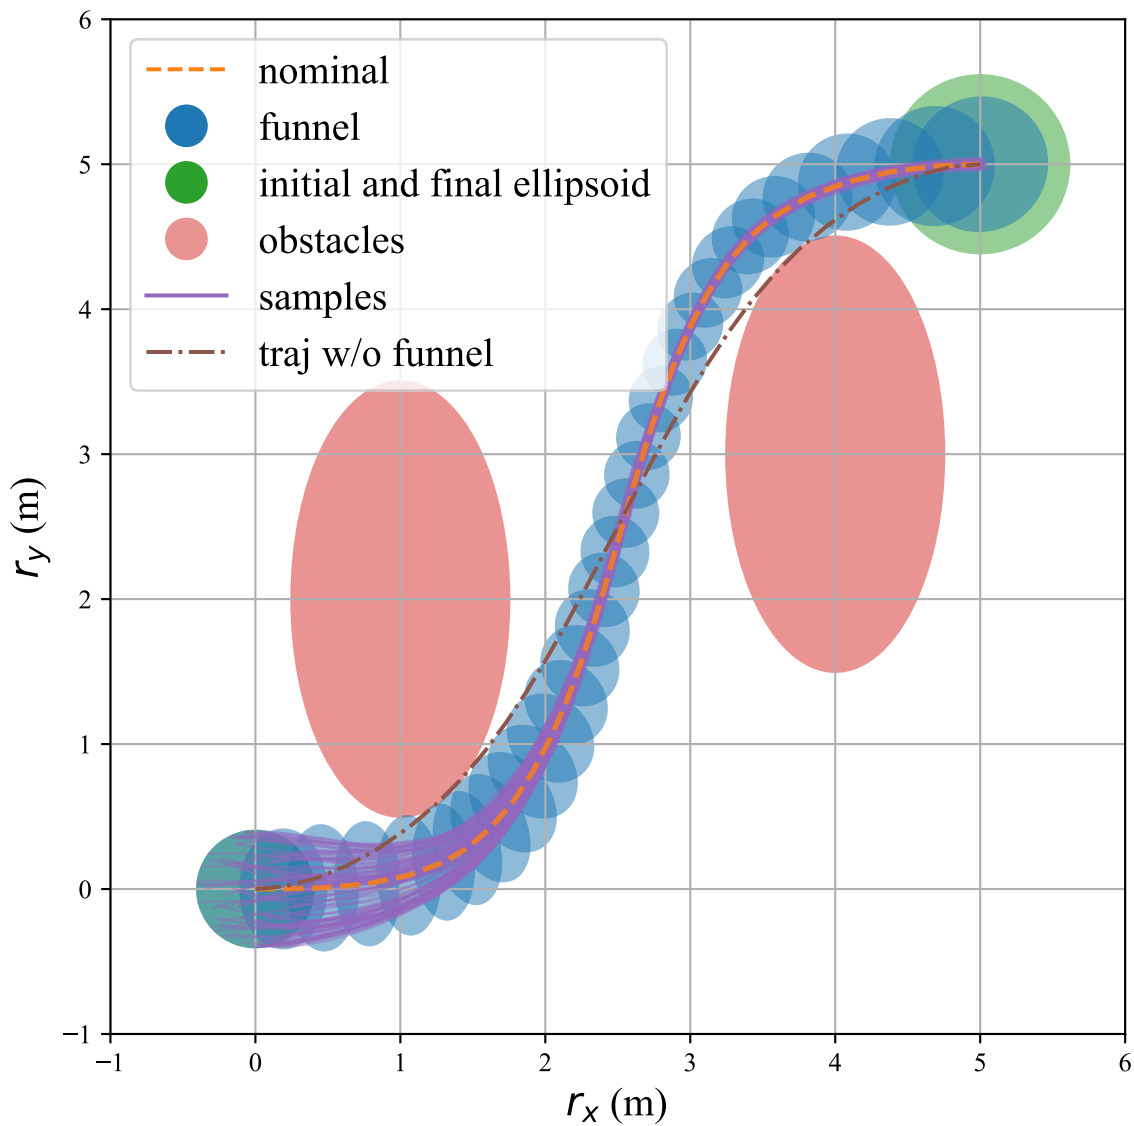 6
5
4
3
2
1
0
−1
r_y (m)
nominal
funnel
initial and final ellipsoid
obstacles
samples
traj w/o funnel
−1 0 1 2 3 4 5 6
r_x (m)